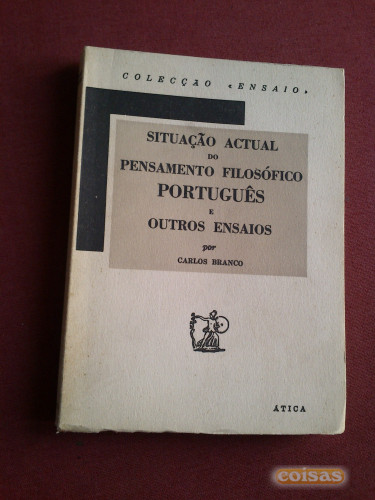 COLECÇÃO «ENSAIO»
SITUAÇÃO ACTUAL
DO
PENSAMENTO FILOSÓFICO
PORTUGUÊS
E
OUTROS ENSAIOS
por
CARLOS BRANCO
ÁTICA
coisas